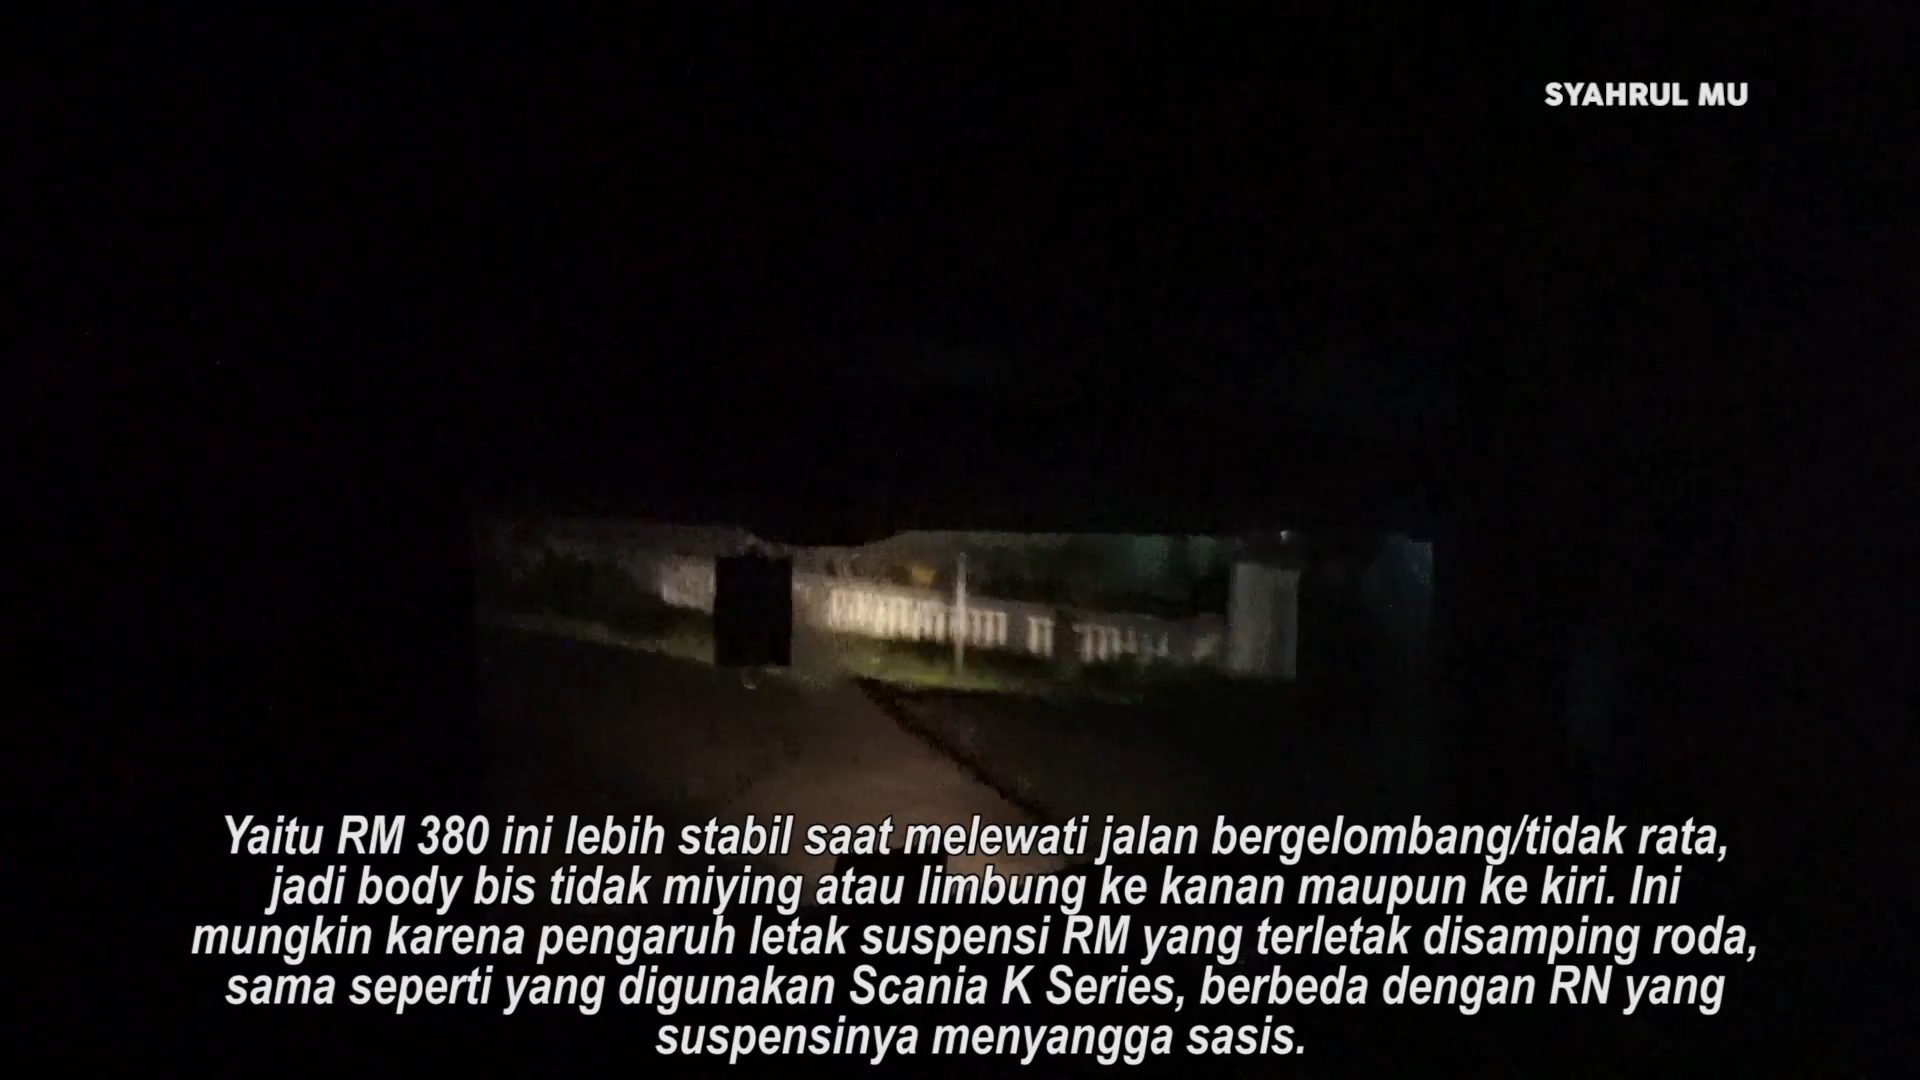 SYAHRUL MU
Yaitu RM 380 ini lebih stabil saat melewati jalan bergelombang/tidak rata,
jadi body bis tidak miying atau limbung ke kanan maupun ke kiri. Ini
mungkin karena pengaruh letak suspensi RM yang terletak disamping roda,
sama seperti yang digunakan Scania K Series, berbeda dengan RN yang
suspensinya menyangga sasis.